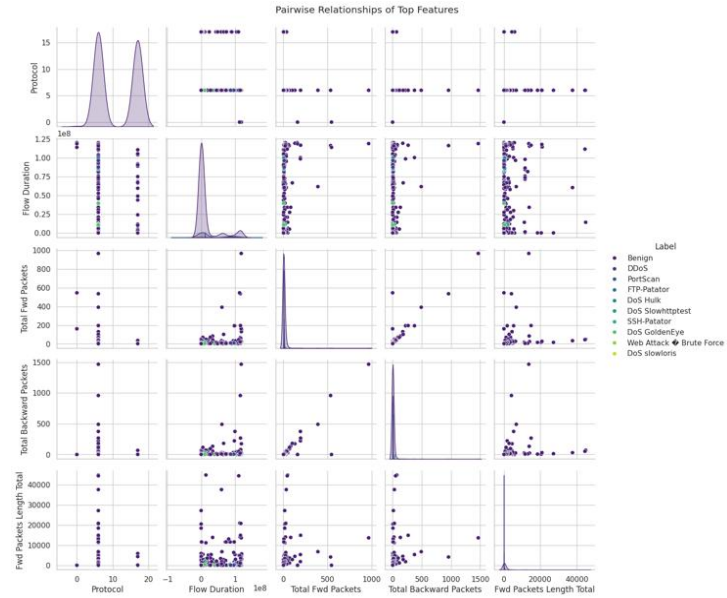 Pairwise Relationships of Top Features
Protocol
15
10
5
0
1e8
Flow Duration
1.25
1.00
0.75
0.50
0.25
0.00
Total Fwd Packets
1000
800
600
400
200
0
Total Backward Packets
1500
1000
500
0
Fwd Packets Length Total
40000
30000
20000
10000
0
0 10 20
Protocol
−1 0 1
1e8
Flow Duration
0 500 1000
Total Fwd Packets
0 500 1000 1500
Total Backward Packets
0 20000 40000
Fwd Packets Length Total
Label
Benign
DDoS
PortScan
FTP-Patator
DoS Hulk
DoS Slowhttptest
SSH-Patator
DoS GoldenEye
Web Attack � Brute Force
DoS slowloris